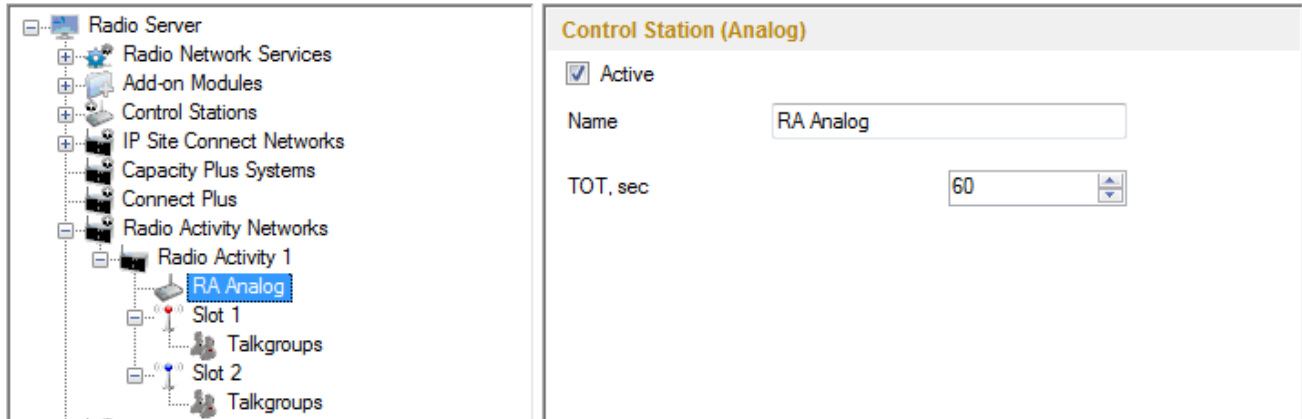 Radio Server
Radio Network Services
Add-on Modules
Control Stations
IP Site Connect Networks
Capacity Plus Systems
Connect Plus
Radio Activity Networks
Radio Activity 1
RA Analog
Slot 1
Talkgroups
Slot 2
Talkgroups
Control Station (Analog)
Active
Name RA Analog
TOT, sec 60